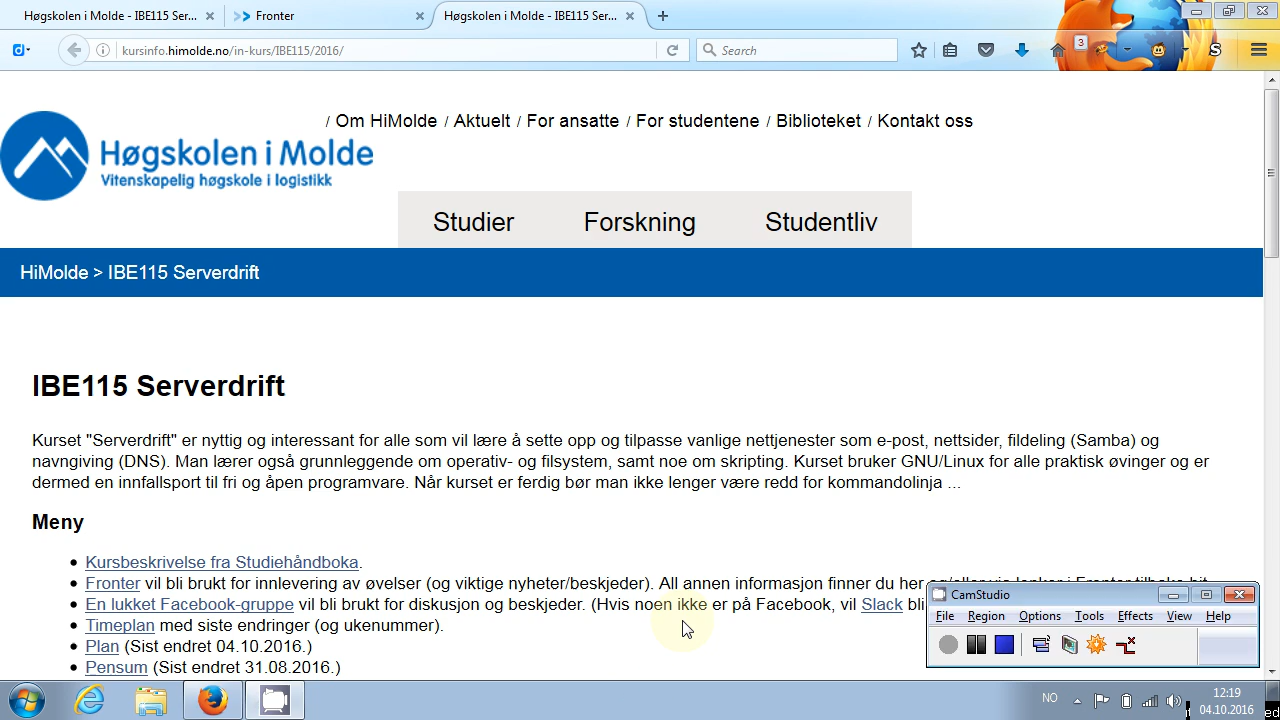 Høgskolen i Molde - IBE115 Ser...
Fronter
Høgskolen i Molde - IBE115 Ser...
kursinfo.himolde.no/in-kurs/IBE115/2016/
Search
3
S
/ Om HiMolde / Aktuelt / For ansatte / For studentene / Biblioteket / Kontakt oss
Høgskolen i Molde
Vitenskapelig høgskole i logistikk
Studier Forskning Studentliv
HiMolde > IBE115 Serverdrift
IBE115 Serverdrift
Kurset "Serverdrift" er nyttig og interessant for alle som vil lære å sette opp og tilpasse vanlige nettjenester som e-post, nettsider, fildeling (Samba) og
navngiving (DNS). Man lærer også grunnleggende om operativ- og filsystem, samt noe om skripting. Kurset bruker GNU/Linux for alle praktisk øvinger og er
dermed en innfallsport til fri og åpen programvare. Når kurset er ferdig bør man ikke lenger være redd for kommandolinja ...
Meny
Kursbeskrivelse fra Studiehåndboka.
Fronter vil bli brukt for innlevering av øvelser (og viktige nyheter/beskjeder). All annen informasjon finner du her
En lukket Facebook-gruppe vil bli brukt for diskusjon og beskjeder. (Hvis noen ikke er på Facebook, vil Slack bli
Timeplan med siste endringer (og ukenummer).
Plan (Sist endret 04.10.2016.)
Pensum (Sist endret 31.08.2016.)
CamStudio
File Region Options Tools Effects View Help
NO
12:19
04.10.2016